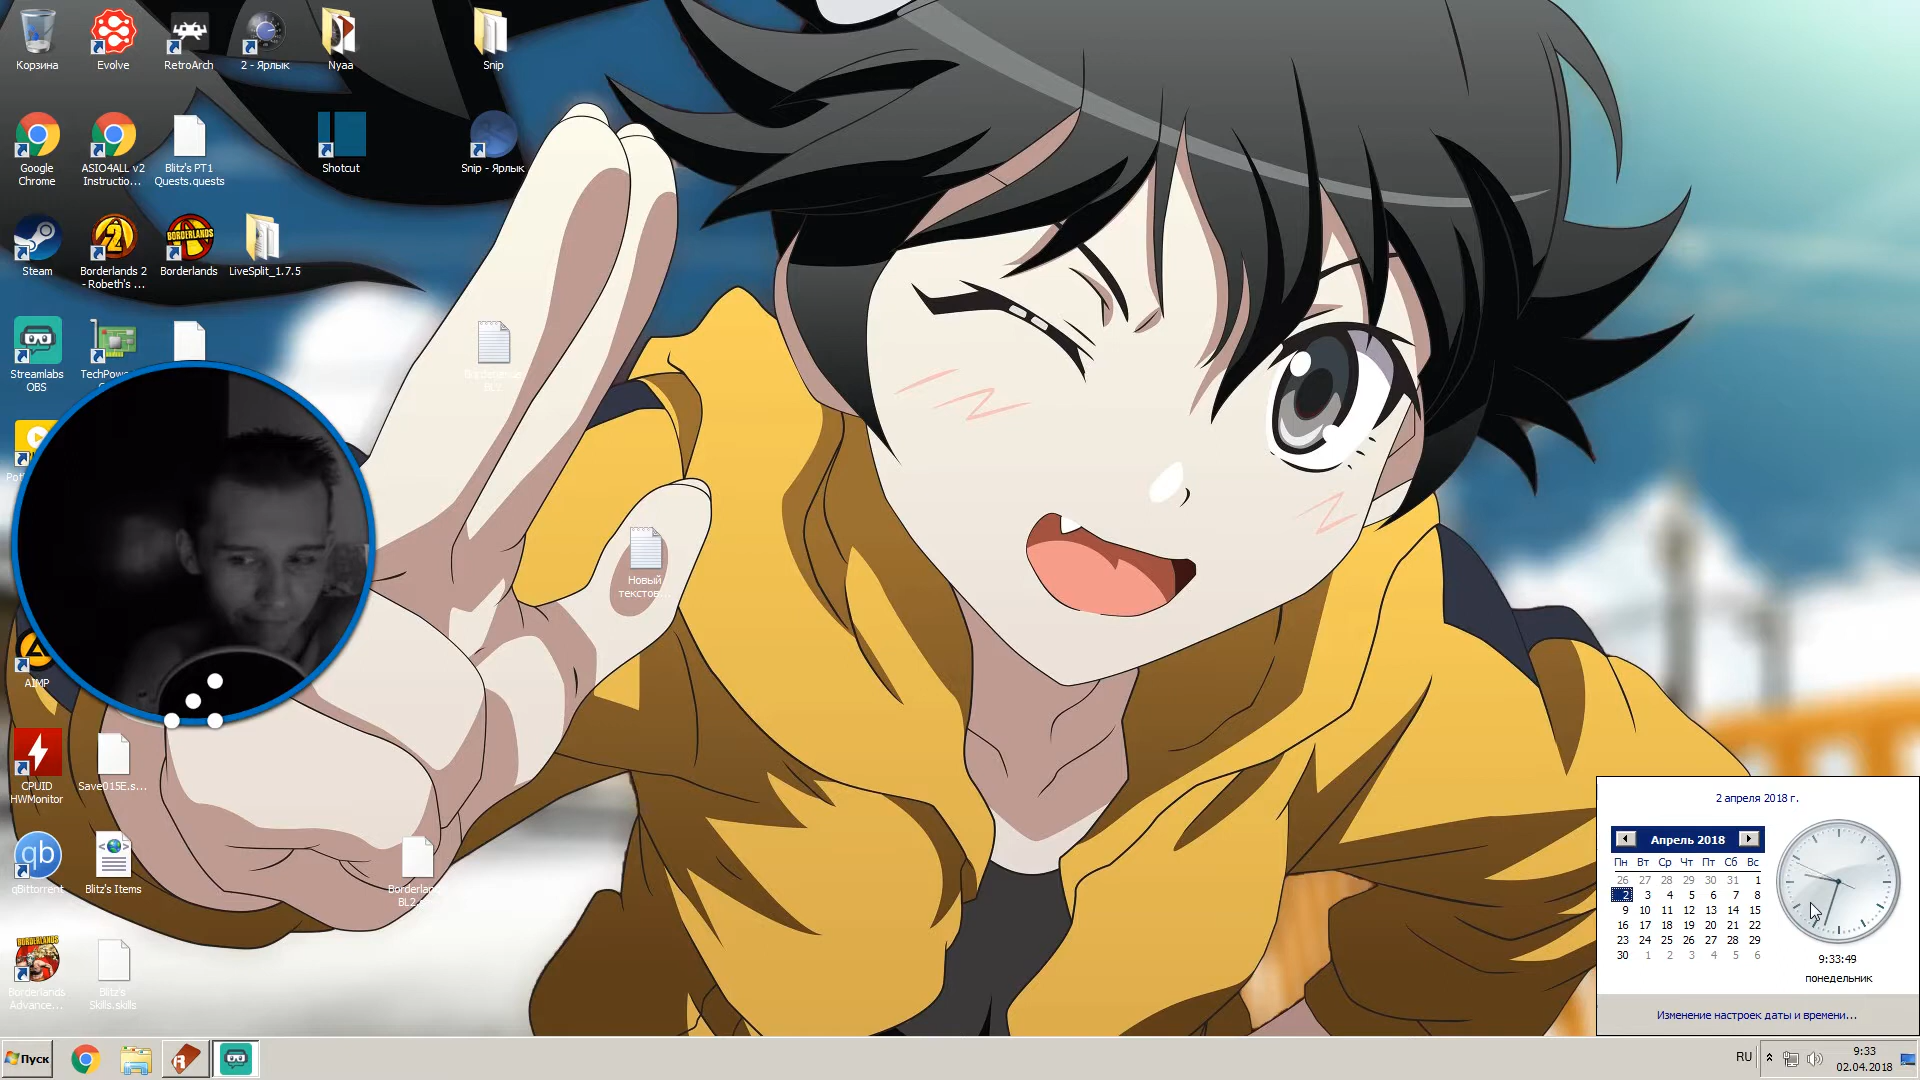 Корзина
Evolve
RetroArch
2 - Ярлык
Nyaa
Snip
Google
Chrome
ASIO4ALL v2
Instructio...
Blitz's PT1
Quests.quests
Shotcut
Snip - Ярлык
Steam
Borderlands 2
- Robeth's ...
Borderlands
LiveSplit_1.7.5
Streamlabs
OBS
TechPow
BL2
Новый
текстов...
AIMP
CPUID
HWMonitor
Save015E.s...
qBittorrent
Blitz's Items
Borderlands
Advance...
Blitz's
Skills.skills
2 апреля 2018 г.
Апрель 2018
Пн Вт Ср Чт Пт Сб Вс
26 27 28 29 30 31 1
2 3 4 5 6 7 8
9 10 11 12 13 14 15
16 17 18 19 20 21 22
23 24 25 26 27 28 29
30 1 2 3 4 5 6
9:33:49
понедельник
Изменение настроек даты и времени...
Пуск
RU
9:33
02.04.2018